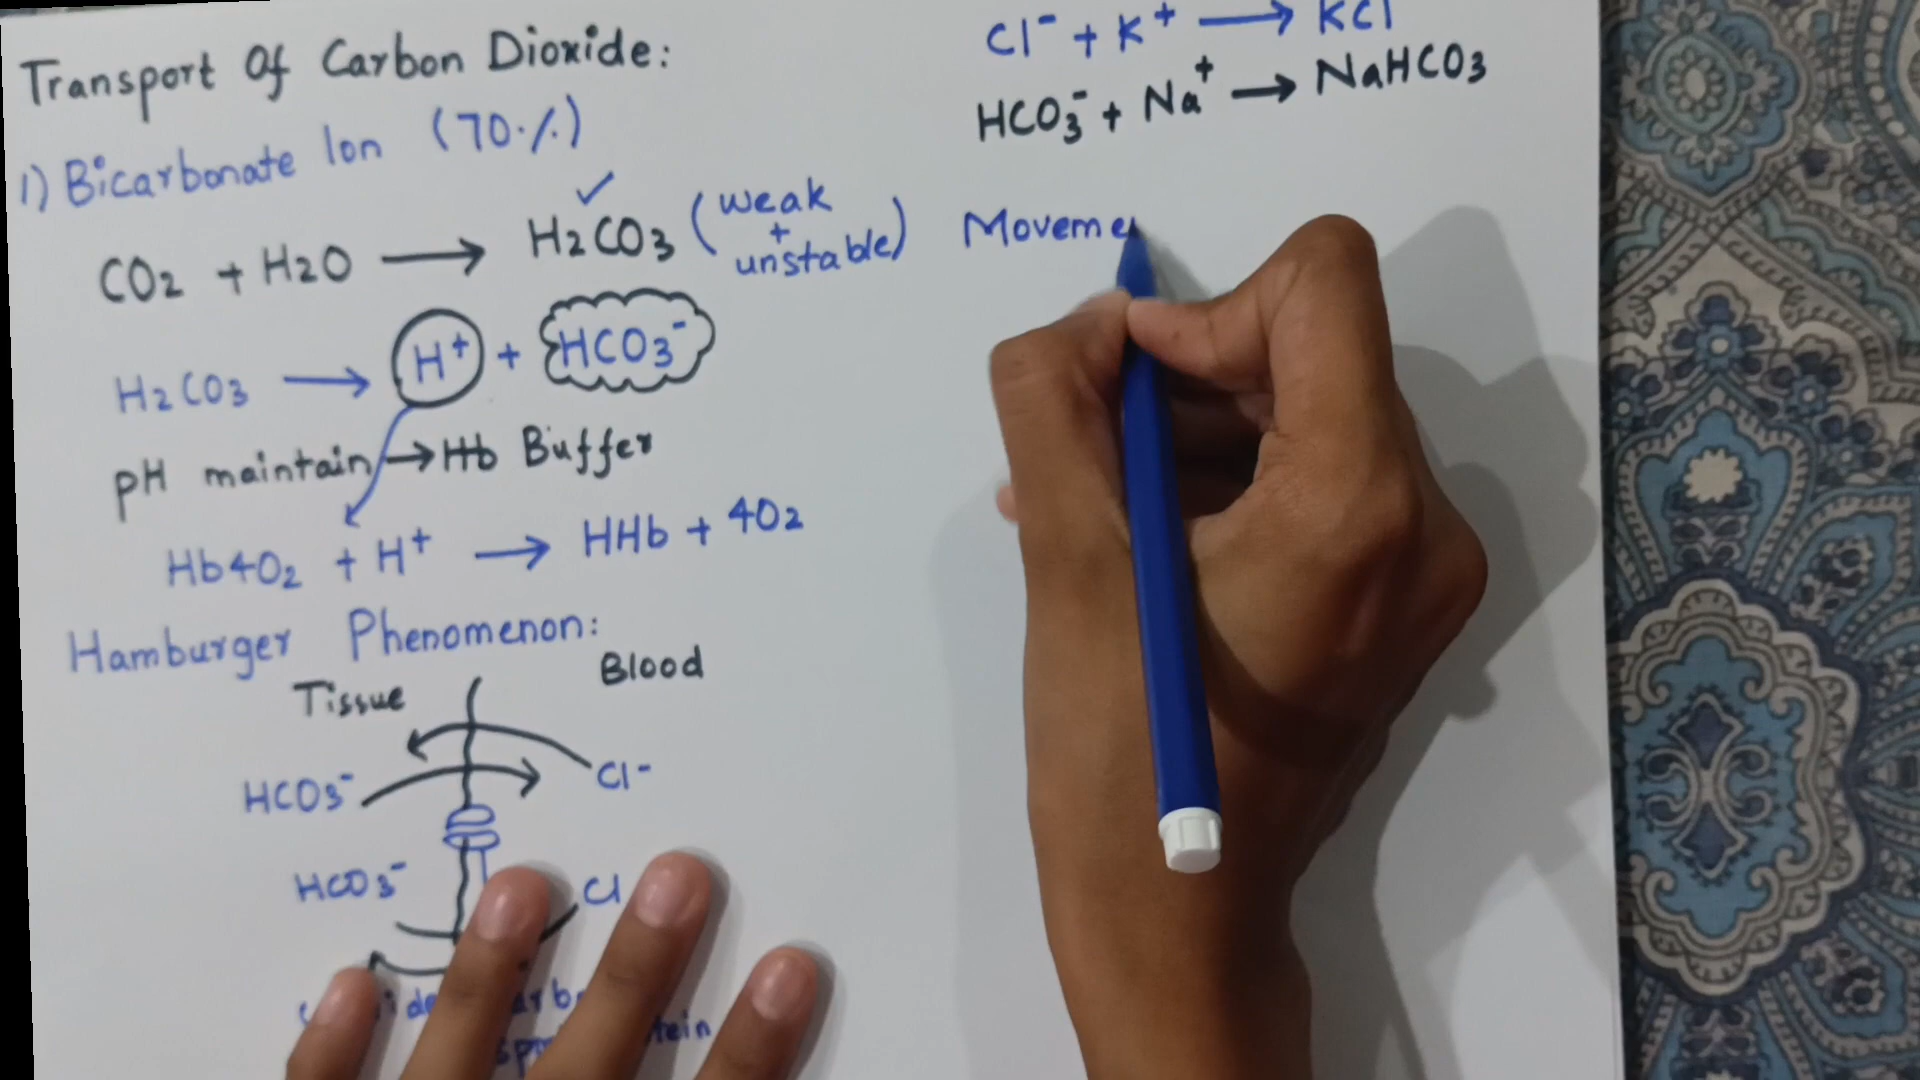 Transport Of Carbon Dioxide:
1) Bicarbonate Ion (70%)
CO2 + H2O → H2CO3 (weak + unstable)
H2CO3 → H+ + HCO3-
pH maintain → Hb Buffer
Hb4O2 + H+ → HHb + 4O2
Hamburger Phenomenon:
Tissue Blood
HCO3- Cl-
HCO3- Cl
Cl- + K+ → KCl
HCO3- + Na+ → NaHCO3
Moveme